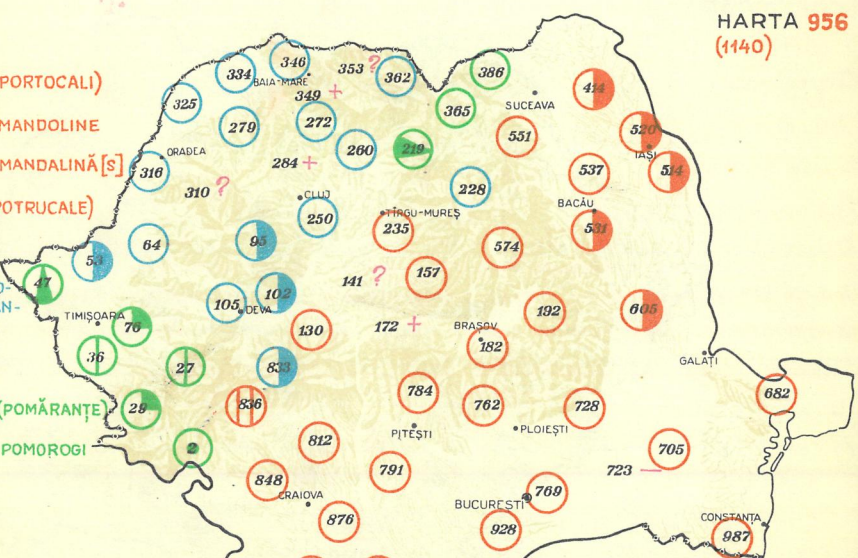 HARTA 956
(1140)
PORTOCALI)
MANDOLINE
MANDALINĂ[S]
POTRUCALE)
346
353 ?
334
BAIA-MARE
362
386
349 +
325
414
365
SUCEAVA
279
272
551
520
260
219
IAȘI
ORADEA
284 +
316
537
514
310 ?
228
CLUJ
BACĂU
250
TÎRGU-MUREȘ
235
531
64
95
574
53
157
141 ?
47
102
105
DEVA
192
605
TIMIȘOARA
76
130
172 +
BRAȘOV
182
36
27
833
GALAȚI
784
682
836
762
728
(POMĂRANȚE)
29
PITEȘTI
PLOIEȘTI
812
POMOROGI
2
705
791
723 —
848
CRAIOVA
769
BUCUREȘTI
876
928
CONSTANȚA
987